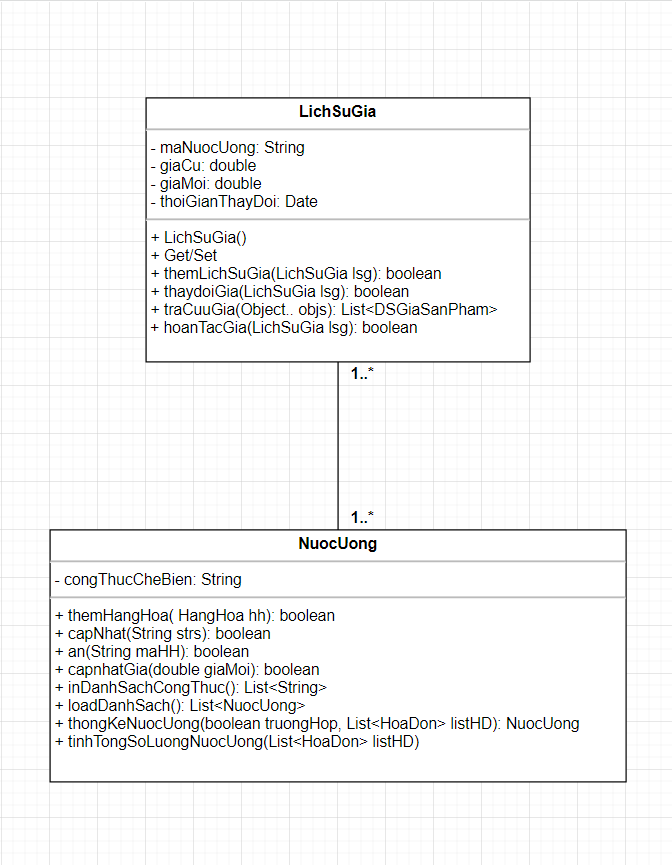 LichSuGia
- maNuocUong: String
- giaCu: double
- giaMoi: double
- thoiGianThayDoi: Date
+ LichSuGia()
+ Get/Set
+ themLichSuGia(LichSuGia lsg): boolean
+ thaydoiGia(LichSuGia lsg): boolean
+ traCuuGia(Object.. objs): List<DSGiaSanPham>
+ hoanTacGia(LichSuGia lsg): boolean
1..*
1..*
NuocUong
- congThucCheBien: String
+ themHangHoa( HangHoa hh): boolean
+ capNhat(String strs): boolean
+ an(String maHH): boolean
+ capnhatGia(double giaMoi): boolean
+ inDanhSachCongThuc(): List<String>
+ loadDanhSach(): List<NuocUong>
+ thongKeNuocUong(boolean truongHop, List<HoaDon> listHD): NuocUong
+ tinhTongSoLuongNuocUong(List<HoaDon> listHD)